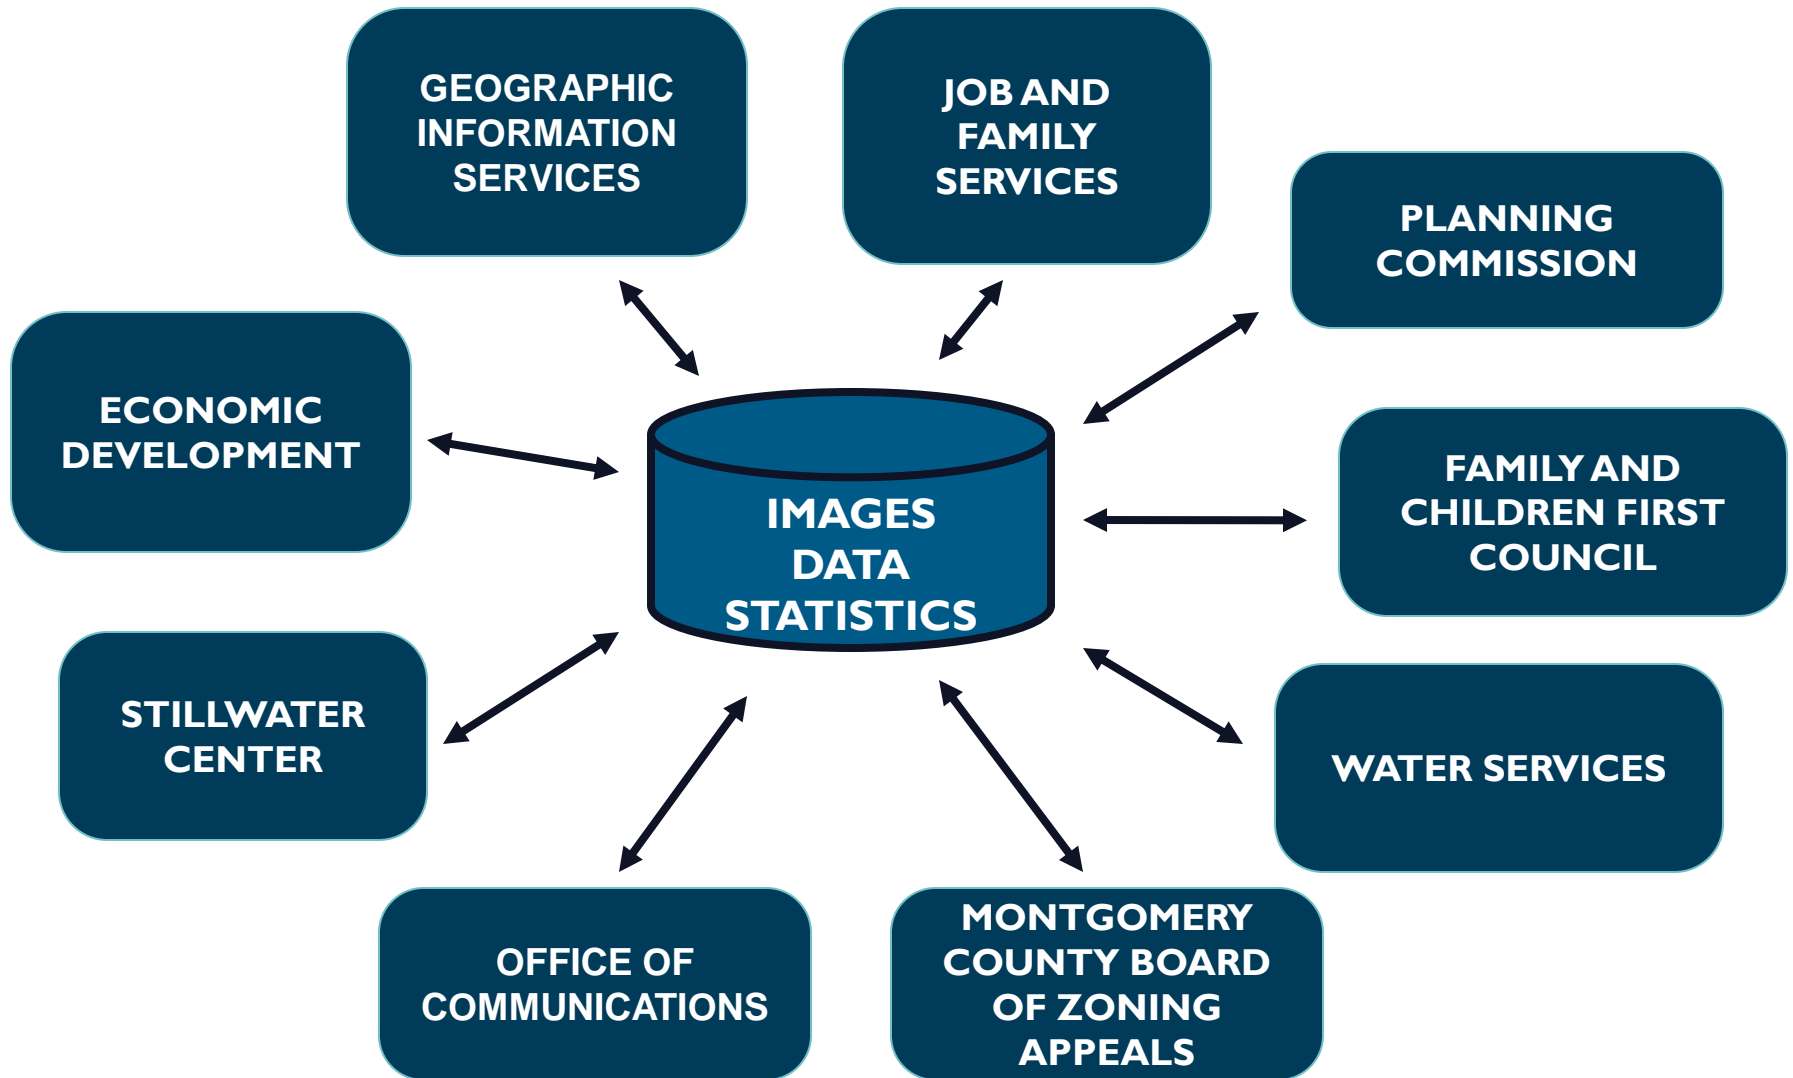 GEOGRAPHIC
INFORMATION
SERVICES
JOB AND
FAMILY
SERVICES
PLANNING
COMMISSION
ECONOMIC
DEVELOPMENT
FAMILY AND
CHILDREN FIRST
COUNCIL
IMAGES
DATA
STATISTICS
STILLWATER
CENTER
WATER SERVICES
OFFICE OF
COMMUNICATIONS
MONTGOMERY
COUNTY BOARD
OF ZONING
APPEALS